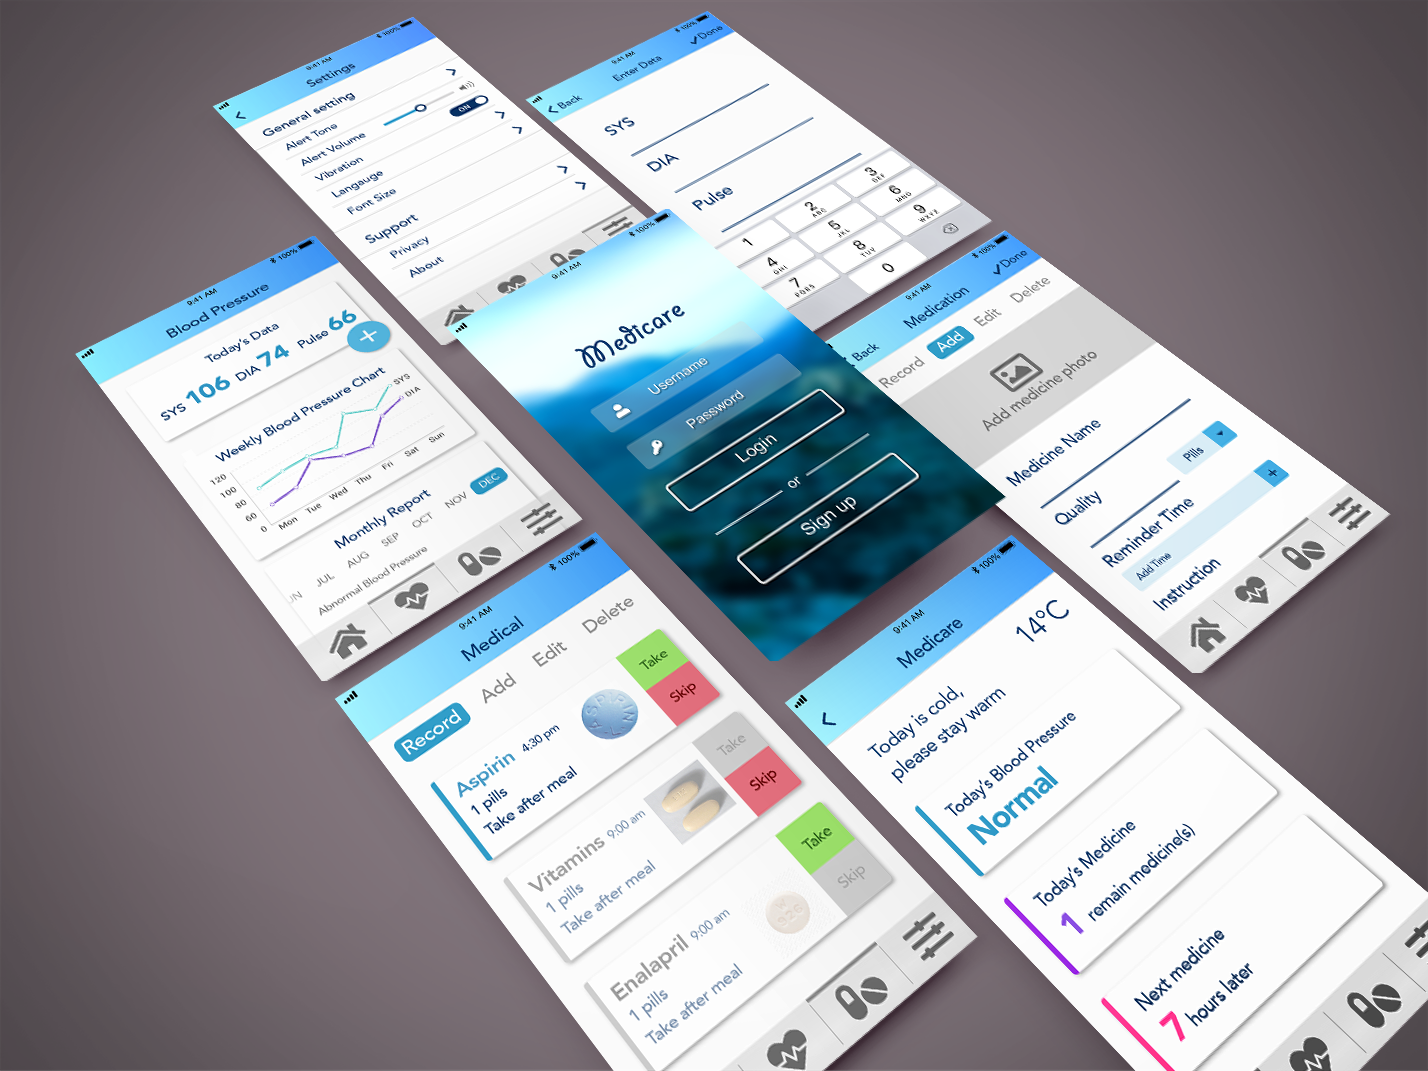 100%
9:41 AM
Settings
General setting
Alert Tone
Alert Volume
Vibration
ON
Langauge
Font Size
Support
Privacy
About
100%
9:41 AM
Back
Enter Data
Done
SYS
DIA
Pulse
1
2
ABC
3
DEF
4
GHI
5
JKL
6
MNO
7
PQRS
8
TUV
9
WXYZ
0
100%
9:41 AM
Blood Pressure
Today's Data
SYS 106 DIA 74 Pulse 66
+
Weekly Blood Pressure Chart
SYS
DIA
120
100
80
60
0
Mon Tue Wed Thu Fri Sat Sun
Monthly Report
UN JUL AUG SEP OCT NOV DEC
Abnormal Blood Pressure
100%
9:41 AM
Medicare
Username
Password
Login
or
Sign up
100%
9:41 AM
Back
Medication
Done
Record Add Edit Delete
Add medicine photo
Medicine Name
Quality
Pills
Reminder Time
+
Add Time
Instruction
100%
9:41 AM
Medical
Record Add Edit Delete
Aspirin 4:30 pm
1 pills
Take after meal
ASPIRIN
Take
Skip
Vitamins 9:00 am
1 pills
Take after meal
Take
Skip
Enalapril 9:00 am
1 pills
Take after meal
Take
Skip
100%
9:41 AM
Medicare
14°C
Today is cold,
please stay warm
Today's Blood Pressure
Normal
Today's Medicine
1 remain medicine(s)
Next medicine
7 hours later